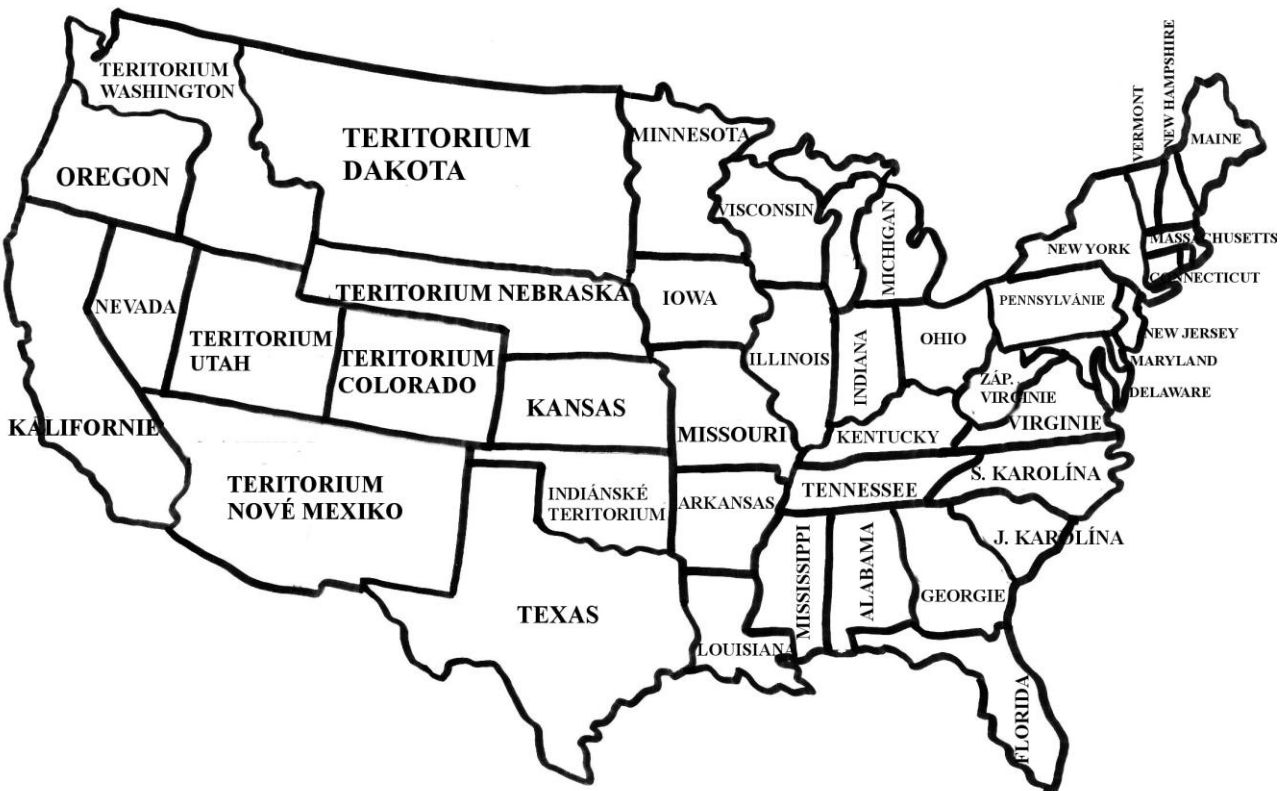 TERITORIUM
WASHINGTON
OREGON
TERITORIUM
DAKOTA
MINNESOTA
VISCONSIN
MICHIGAN
VERMONT
NEW HAMPSHIRE
MAINE
NEW YORK
MASSACHUSETTS
CONNECTICUT
NEVADA
TERITORIUM
UTAH
TERITORIUM NEBRASKA
TERITORIUM
COLORADO
IOWA
ILLINOIS
INDIANA
OHIO
PENNSYLVÁNIE
NEW JERSEY
MARYLAND
DELAWARE
KALIFORNIE
KANSAS
MISSOURI
KENTUCKY
ZÁP.
VIRGINIE
VIRGINIE
TERITORIUM
NOVÉ MEXIKO
INDIÁNSKÉ
TERITORIUM
ARKANSAS
TENNESSEE
S. KAROLÍNA
J. KAROLÍNA
TEXAS
LOUISIANA
MISSISSIPPI
ALABAMA
GEORGIE
FLORIDA